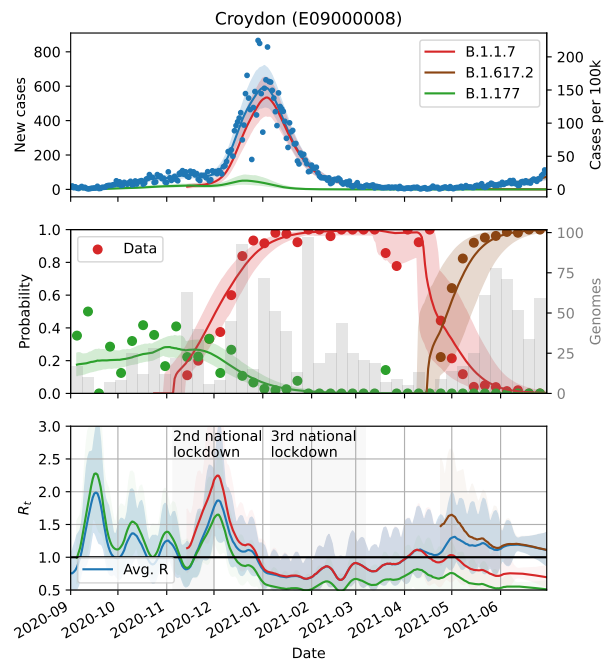 Croydon (E09000008)
New cases
800
600
400
200
0
B.1.1.7
B.1.617.2
B.1.177
200
150
100
50
0
Cases per 100k
Probability
1.0
0.8
0.6
0.4
0.2
0.0
Data
100
75
50
25
0
Genomes
R_t
3.0
2.5
2.0
1.5
1.0
0.5
2nd national
lockdown
3rd national
lockdown
Avg. R
2020-09
2020-10
2020-11
2020-12
2021-01
2021-02
2021-03
2021-04
2021-05
2021-06
Date